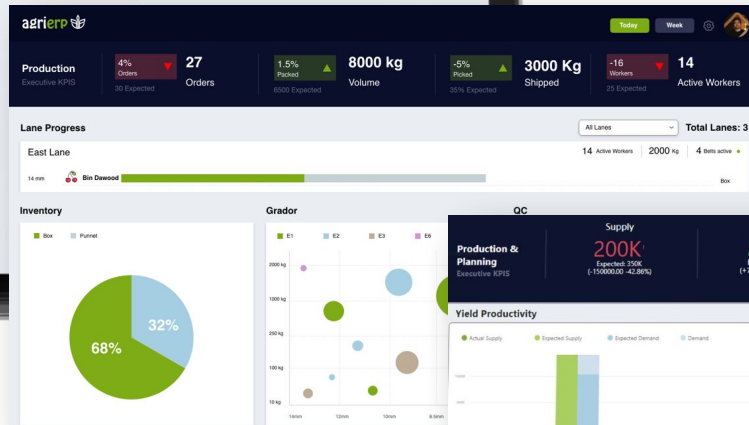 agrierp
Today
Week
Production
Executive KPIS
4%
Orders
30 Expected
27
Orders
1.5%
Packed
6500 Expected
8000 kg
Volume
-5%
Picked
35% Expected
3000 Kg
Shipped
-16
Workers
25 Expected
14
Active Workers
Lane Progress
All Lanes
Total Lanes: 3
East Lane
14 Active Workers
2000 Kg
4 Belts active
14 mm
Bin Dawood
Box
Inventory
Box
Punnet
68%
32%
Grador
E1
E2
E3
E6
2000 kg
1000 kg
250 kg
100 kg
10 kg
14mm
12mm
10mm
8.5mm
QC
Production &
Planning
Executive KPIS
Supply
200K
Expected: 350K
(-150000.00 -42.86%)
(+7
Yield Productivity
Actual Supply
Expected Supply
Expected Demand
Demand